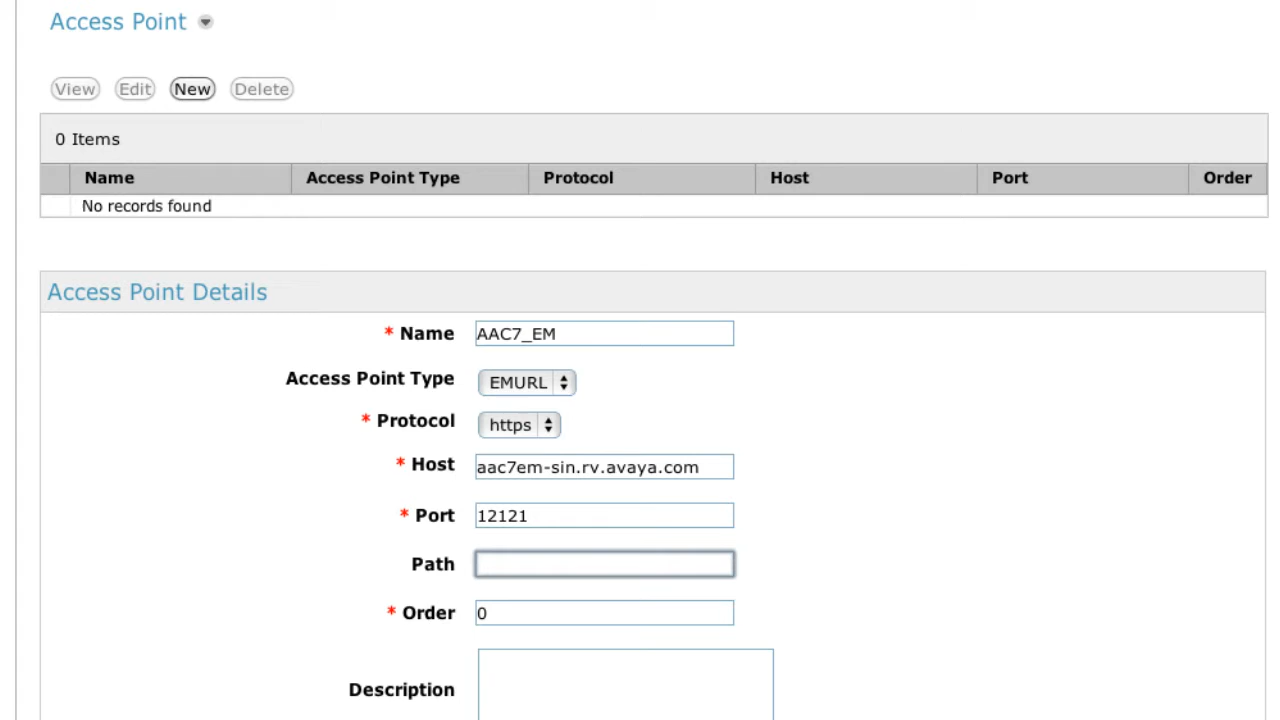 Access Point
View Edit New Delete
0 Items
Name Access Point Type Protocol Host Port Order
No records found
Access Point Details
* Name AAC7_EM
Access Point Type EMURL
* Protocol https
* Host aac7em-sin.rv.avaya.com
* Port 12121
Path
* Order 0
Description